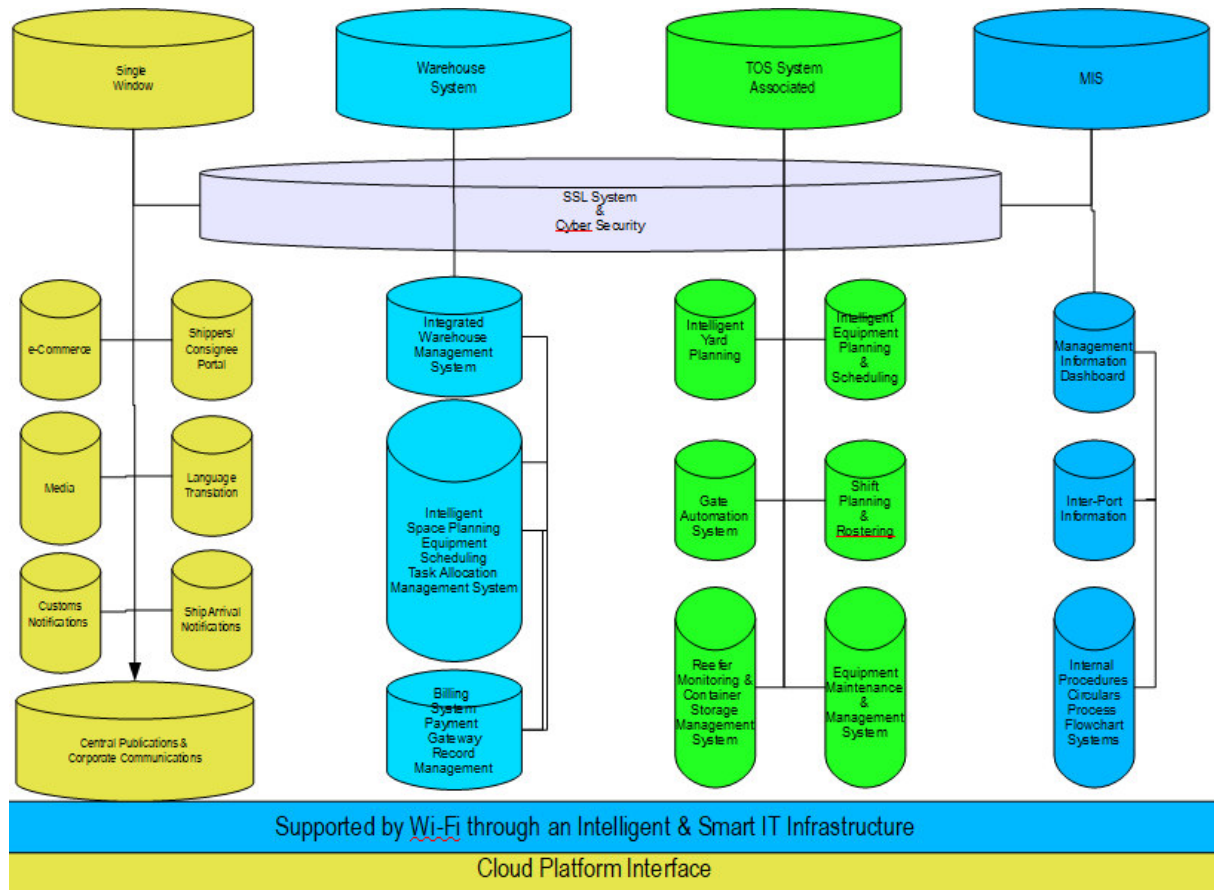 Single
Window
Warehouse
System
TOS System
Associated
MIS
SSL System
&
Cyber Security
e-Commerce
Shippers/
Consignee
Portal
Media
Language
Translation
Customs
Notifications
Ship Arrival
Notifications
Central Publications &
Corporate Communications
Integrated
Warehouse
Management
System
Intelligent
Space Planning
Equipment
Scheduling
Task Allocation
Management System
Billing
System
Payment
Gateway
Record
Management
Intelligent
Yard
Planning
Intelligent
Equipment
Planning
&
Scheduling
Gate
Automation
System
Shift
Planning
&
Rostering
Reefer
Monitoring &
Container
Storage
Management
System
Equipment
Maintenance
&
Management
System
Management
Information
Dashboard
Inter-Port
Information
Internal
Procedures
Circulars
Process
Flowchart
Systems
Supported by Wi-Fi through an Intelligent & Smart IT Infrastructure
Cloud Platform Interface